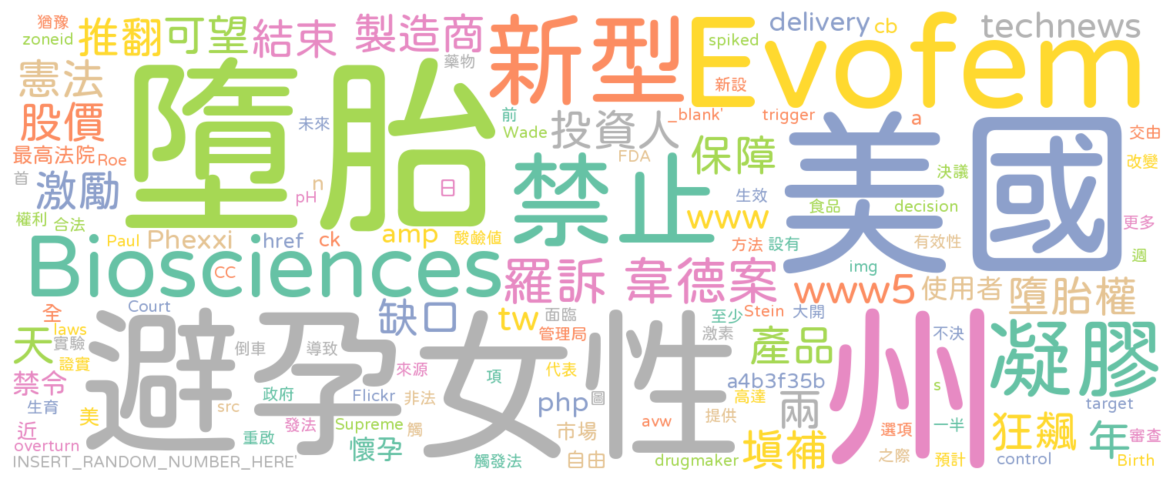 猶豫
zoneid
推翻
可望
結束
製造商
藥物
新型
Evofem
spiked
delivery
cb
technews
憲法
股價
最高法院
Roe
首
激勵
權利
合法
墮胎
未來
pH
n
日
前
Wade
投資人
FDA
_blank'
新設
trigger
a
禁止
保障
www
生效
美國
食品
決議
decision
交由
改變
更多
週
Paul
Phexxi
href
ck
amp
酸鹼值
Biosciences
cc
羅訴
韋德案
方法
設有
img
www5
有效性
使用者
墮胎權
全
laws
天
實驗
證實
禁令
生育
美
近
overturn
Court
避孕
女性
倒車
導致
src
政府
重啟
發法
Flickr
Supreme
懷孕
來源
非法
觸
觸發法
缺口
tw
面臨
管理局
項
代表
php
圖
市場
自由
avw
drugmaker
至少
Stein
大開
激素
產品
a4b3f35b
提供
高達
兩
填補
州
不決
s
選項
一半
之際
預計
control
凝膠
target
狂飆
年
審查
Birth
INSERT_RANDOM_NUMBER_HERE'